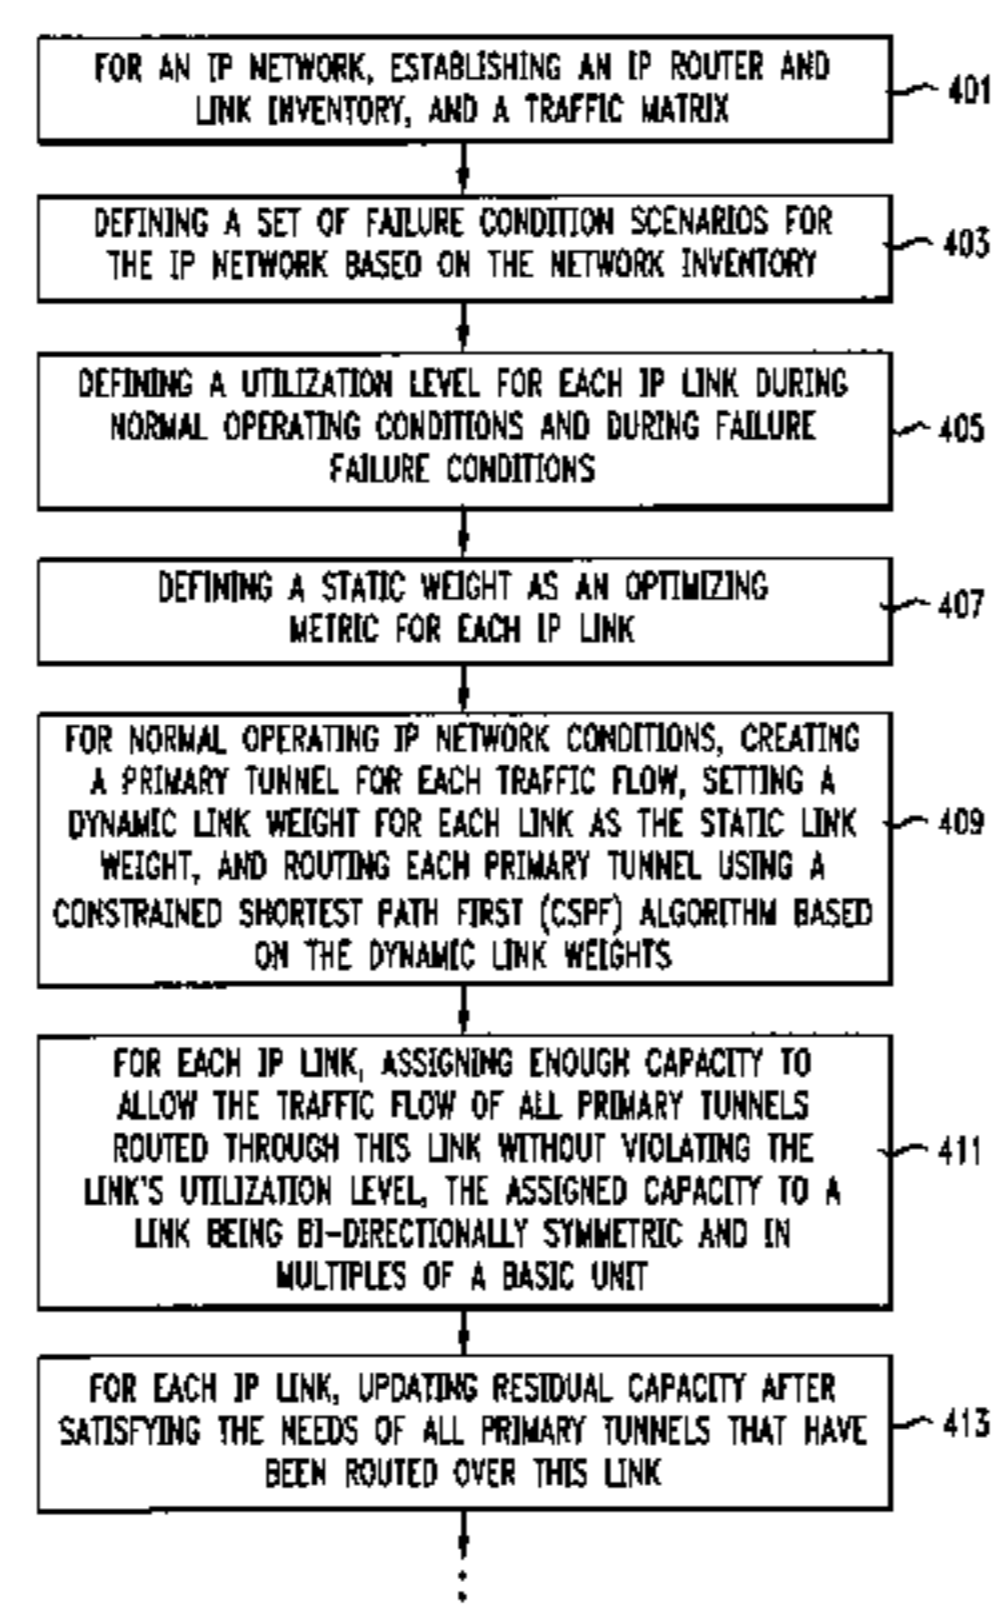 FOR AN IP NETWORK, ESTABLISHING AN IP ROUTER AND
LINK INVENTORY, AND A TRAFFIC MATRIX
401
DEFINING A SET OF FAILURE CONDITION SCENARIOS FOR
THE IP NETWORK BASED ON THE NETWORK INVENTORY
403
DEFINING A UTILIZATION LEVEL FOR EACH IP LINK DURING
NORMAL OPERATING CONDITIONS AND DURING FAILURE
FAILURE CONDITIONS
405
DEFINING A STATIC WEIGHT AS AN OPTIMIZING
METRIC FOR EACH IP LINK
407
FOR NORMAL OPERATING IP NETWORK CONDITIONS, CREATING
A PRIMARY TUNNEL FOR EACH TRAFFIC FLOW, SETTING A
DYNAMIC LINK WEIGHT FOR EACH LINK AS THE STATIC LINK
WEIGHT, AND ROUTING EACH PRIMARY TUNNEL USING A
CONSTRAINED SHORTEST PATH FIRST (CSPF) ALGORITHM BASED
ON THE DYNAMIC LINK WEIGHTS
409
FOR EACH IP LINK, ASSIGNING ENOUGH CAPACITY TO
ALLOW THE TRAFFIC FLOW OF ALL PRIMARY TUNNELS
ROUTED THROUGH THIS LINK WITHOUT VIOLATING THE
LINK'S UTILIZATION LEVEL, THE ASSIGNED CAPACITY TO A
LINK BEING BI-DIRECTIONALLY SYMMETRIC AND IN
MULTIPLES OF A BASIC UNIT
411
FOR EACH IP LINK, UPDATING RESIDUAL CAPACITY AFTER
SATISFYING THE NEEDS OF ALL PRIMARY TUNNELS THAT HAVE
BEEN ROUTED OVER THIS LINK
413